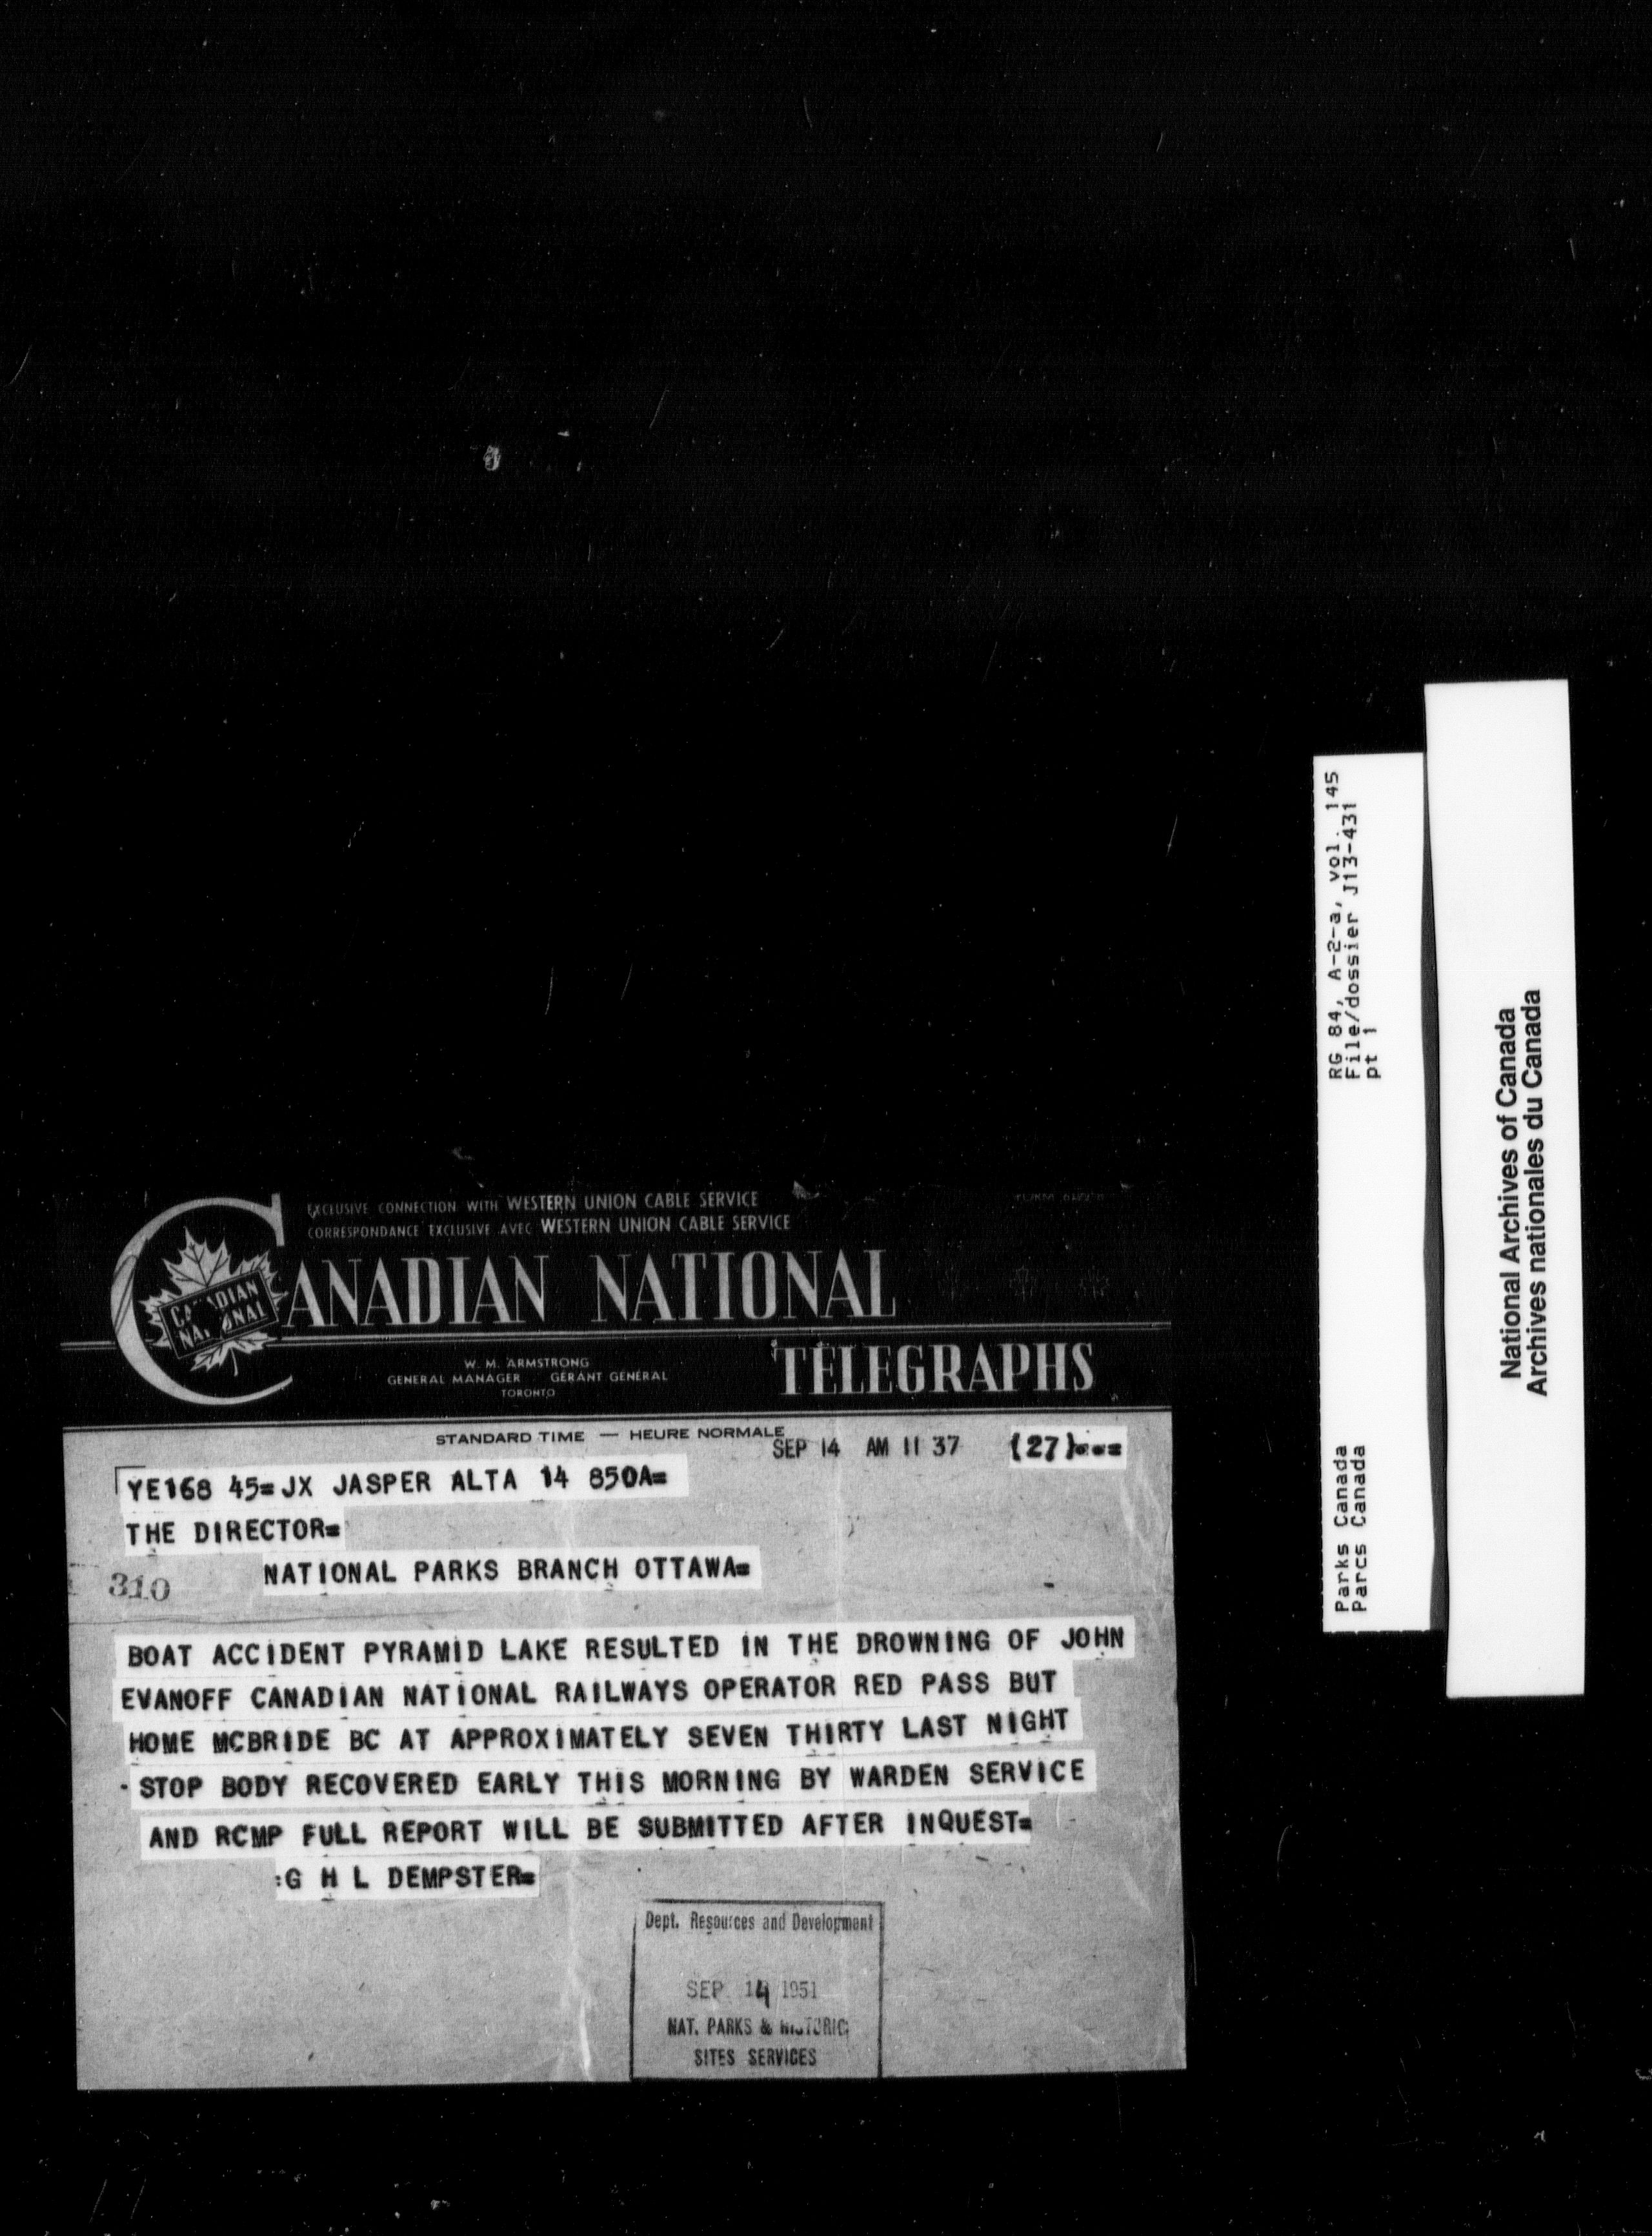 EXCLUSIVE CONNECTION WITH WESTERN UNION CABLE SERVICE
CORRESPONDANCE EXCLUSIVE AVEC WESTERN UNION CABLE SERVICE
CANADIAN NATIONAL
CANADIAN NATIONAL
TELEGRAPHS
W. M. ARMSTRONG
GENERAL MANAGER GÉRANT GÉNÉRAL
TORONTO
STANDARD TIME — HEURE NORMALE
SEP 14 AM 11 37 (27)===
YE168 45=JX JASPER ALTA 14 850A=
THE DIRECTOR=
310 NATIONAL PARKS BRANCH OTTAWA=
BOAT ACCIDENT PYRAMID LAKE RESULTED IN THE DROWNING OF JOHN
EVANOFF CANADIAN NATIONAL RAILWAYS OPERATOR RED PASS BUT
HOME MCBRIDE BC AT APPROXIMATELY SEVEN THIRTY LAST NIGHT
STOP BODY RECOVERED EARLY THIS MORNING BY WARDEN SERVICE
AND RCMP FULL REPORT WILL BE SUBMITTED AFTER INQUEST=
:G H L DEMPSTER=
Dept. Resources and Development
SEP 14 1951
NAT. PARKS & HISTORIC
SITES SERVICES
RG 84, A-2-a, vol. 145
File/dossier J13-431
pt 1
Parks Canada
Parcs Canada
National Archives of Canada
Archives nationales du Canada